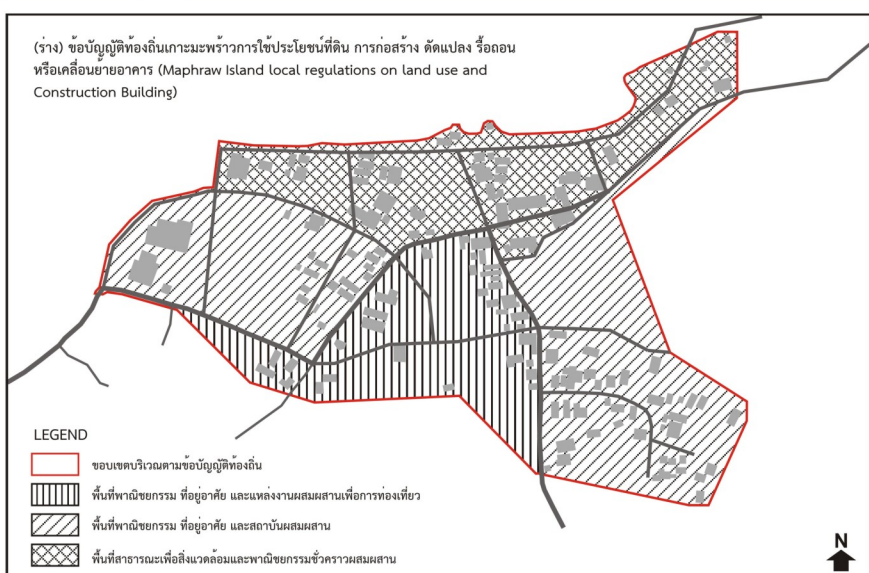 (ร่าง) ข้อบัญญัติท้องถิ่นเกาะมะพร้าวการใช้ประโยชน์ที่ดิน การก่อสร้าง ดัดแปลง รื้อถอน
หรือเคลื่อนย้ายอาคาร (Maphraw Island local regulations on land use and
Construction Building)
LEGEND
ขอบเขตบริเวณตามข้อบัญญัติท้องถิ่น
พื้นที่พาณิชยกรรม ที่อยู่อาศัย และแหล่งงานผสมผสานเพื่อการท่องเที่ยว
พื้นที่พาณิชยกรรม ที่อยู่อาศัย และสถาบันผสมผสาน
พื้นที่สาธารณะเพื่อสิ่งแวดล้อมและพาณิชยกรรมชั่วคราวผสมผสาน
N